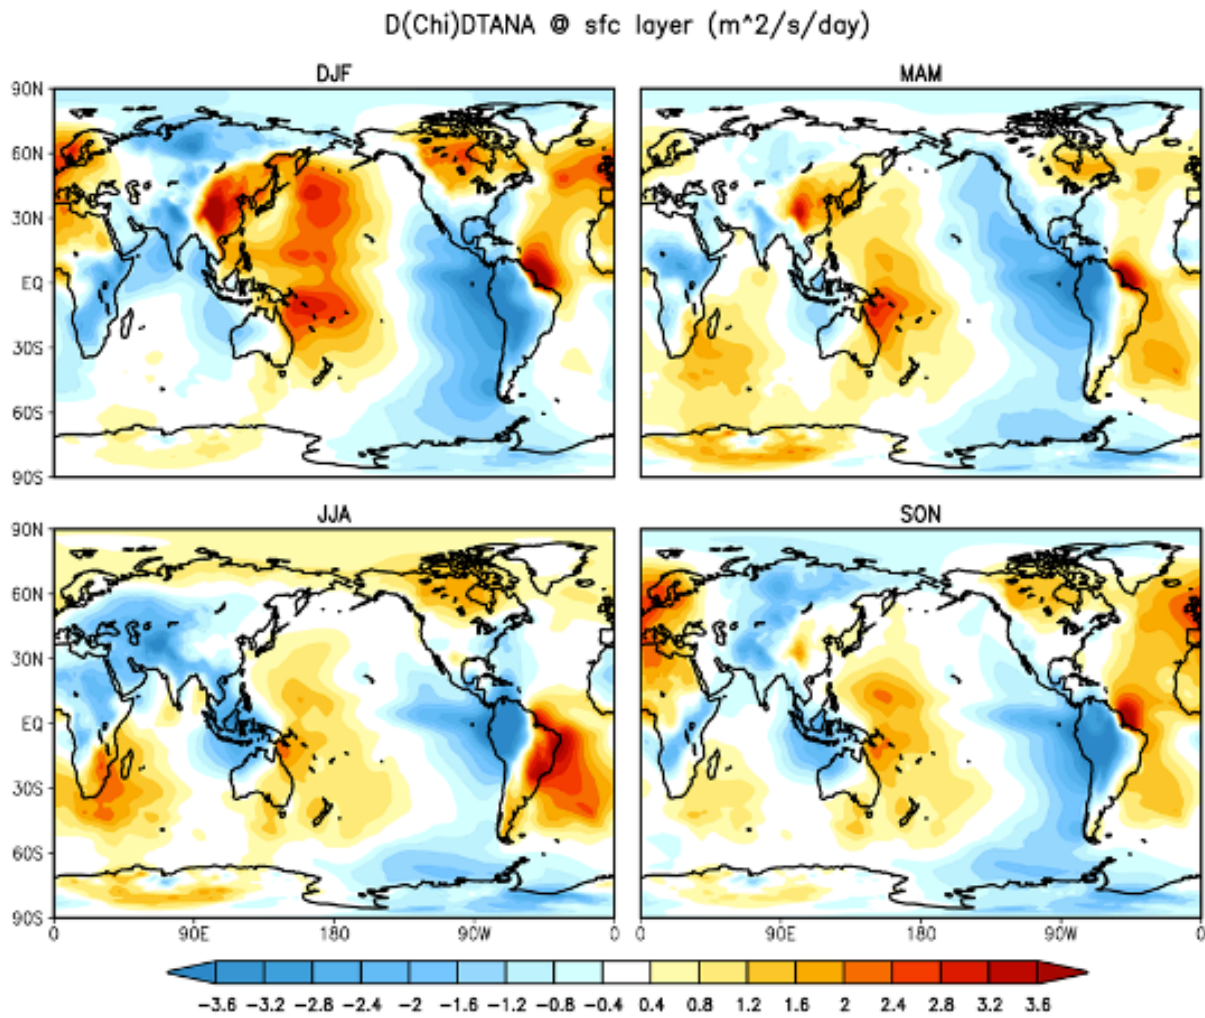 D(Chi)DTANA @ sfc layer (m^2/s/day)
DJF
MAM
90N
60N
30N
EQ
30S
60S
90S
JJA
SON
90N
60N
30N
EQ
30S
60S
90S
0 90E 180 90W 0
0 90E 180 90W 0
-3.6 -3.2 -2.8 -2.4 -2 -1.6 -1.2 -0.8 -0.4 0.4 0.8 1.2 1.6 2 2.4 2.8 3.2 3.6